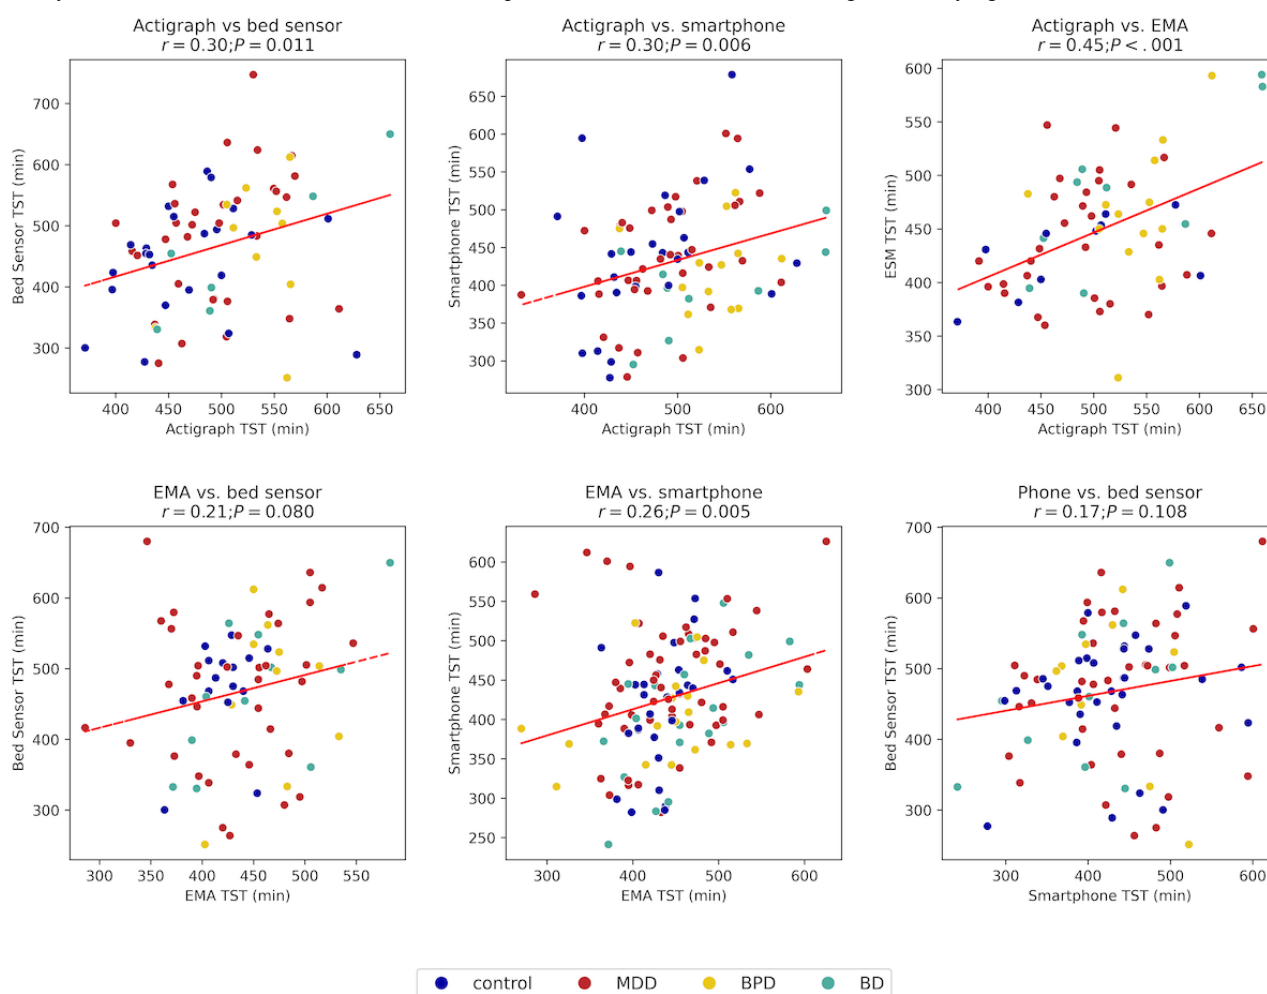 Actigraph vs bed sensor
r = 0.30;P = 0.011
700
600
500
400
300
Bed Sensor TST (min)
400 450 500 550 600 650
Actigraph TST (min)
Actigraph vs. smartphone
r = 0.30;P = 0.006
650
600
550
500
450
400
350
300
Smartphone TST (min)
400 500 600
Actigraph TST (min)
Actigraph vs. EMA
r = 0.45;P < .001
600
550
500
450
400
350
300
ESM TST (min)
400 450 500 550 600 650
Actigraph TST (min)
EMA vs. bed sensor
r = 0.21;P = 0.080
700
600
500
400
300
Bed Sensor TST (min)
300 350 400 450 500 550
EMA TST (min)
EMA vs. smartphone
r = 0.26;P = 0.005
600
550
500
450
400
350
300
250
Smartphone TST (min)
300 400 500 600
EMA TST (min)
Phone vs. bed sensor
r = 0.17;P = 0.108
700
600
500
400
300
Bed Sensor TST (min)
300 400 500 600
Smartphone TST (min)
control MDD BPD BD